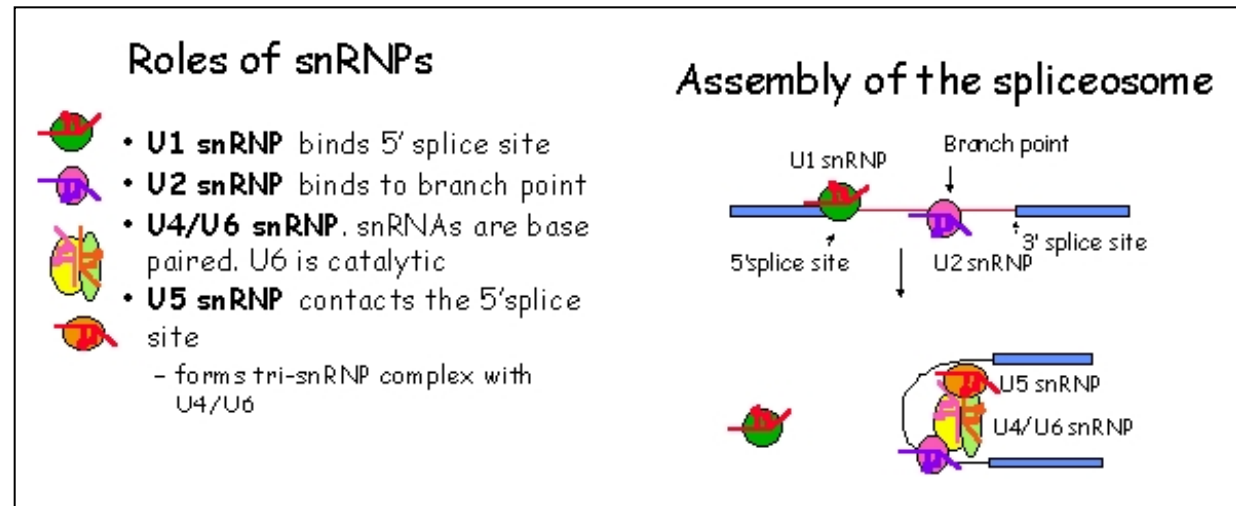 Roles of snRNPs
• U1 snRNP binds 5' splice site
• U2 snRNP binds to branch point
• U4/U6 snRNP. snRNAs are base
paired. U6 is catalytic
• U5 snRNP contacts the 5'splice
site
– forms tri-snRNP complex with
U4/U6
Assembly of the spliceosome
Branch point
U1 snRNP
3' splice site
5'splice site
U2 snRNP
U5 snRNP
U4/U6 snRNP